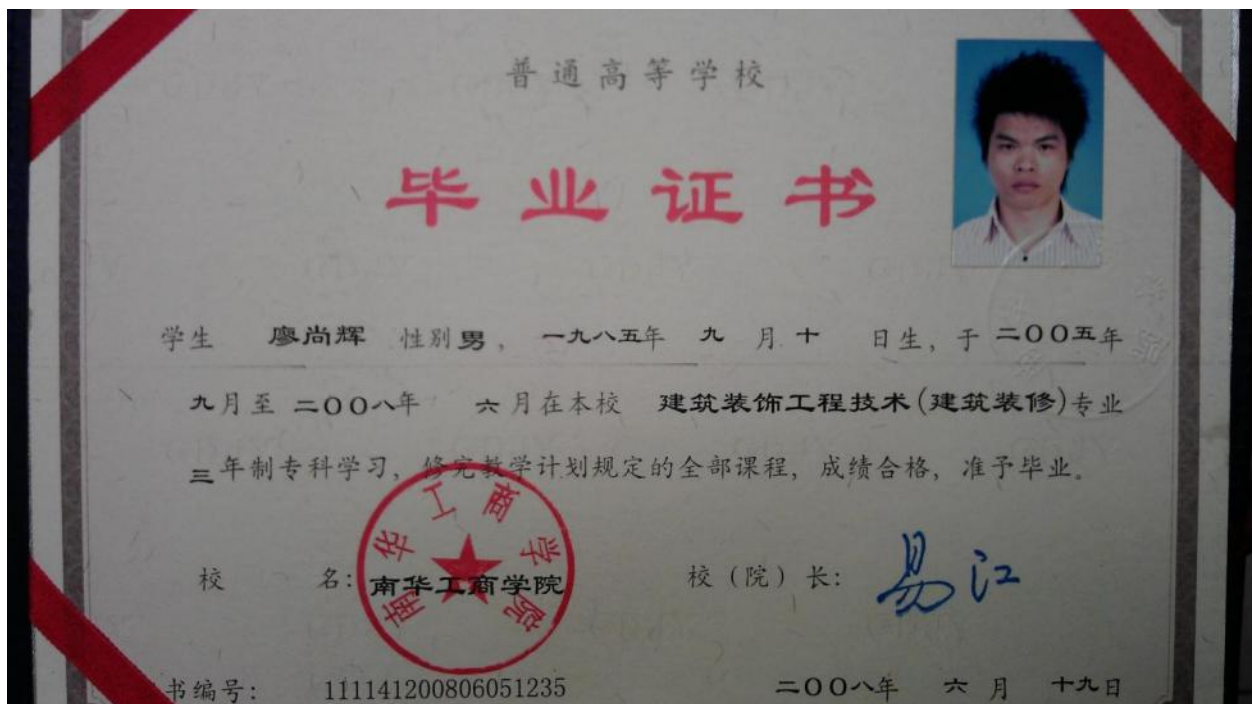 普通高等学校
毕业证书
学生 廖尚辉 性别男，一九八五年 九 月 十 日生，于 二〇〇五年
九月至 二〇〇八年 六月在本校 建筑装饰工程技术(建筑装修)专业
三年制专科学习，修完教学计划规定的全部课程，成绩合格，准予毕业。
南华工商学院
校 名：南华工商学院 校（院）长：易江
书编号：111141200806051235 二〇〇八年 六 月 十九日